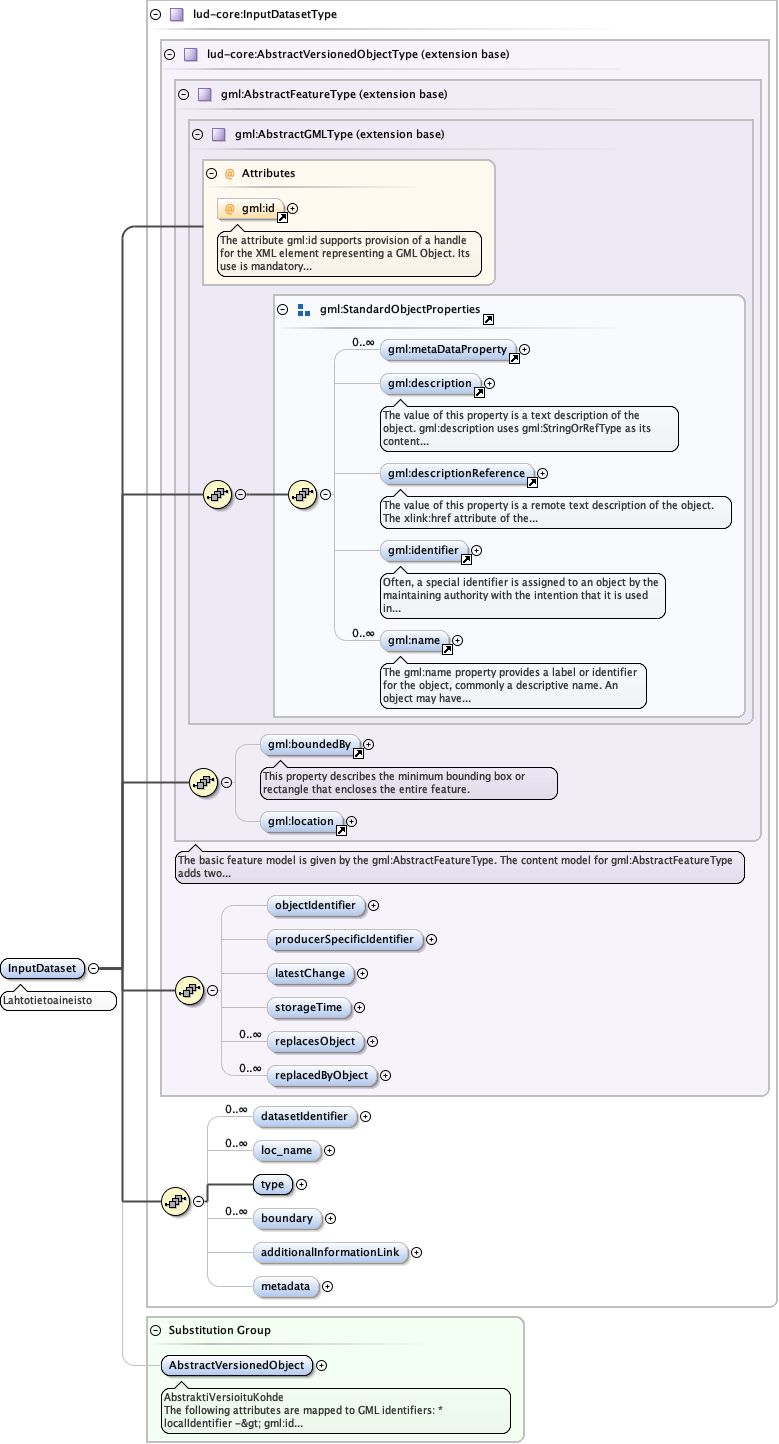 lud-core:InputDatasetType
lud-core:AbstractVersionedObjectType (extension base)
gml:AbstractFeatureType (extension base)
gml:AbstractGMLType (extension base)
@ Attributes
@ gml:id
The attribute gml:id supports provision of a handle
for the XML element representing a GML Object. Its
use is mandatory...
gml:StandardObjectProperties
0..∞
gml:metaDataProperty
gml:description
The value of this property is a text description of the
object. gml:description uses gml:StringOrRefType as its
content...
gml:descriptionReference
The value of this property is a remote text description of the object.
The xlink:href attribute of the...
gml:identifier
Often, a special identifier is assigned to an object by the
maintaining authority with the intention that it is used
in...
0..∞
gml:name
The gml:name property provides a label or identifier
for the object, commonly a descriptive name. An
object may have...
gml:boundedBy
This property describes the minimum bounding box or
rectangle that encloses the entire feature.
gml:location
The basic feature model is given by the gml:AbstractFeatureType. The content model for gml:AbstractFeatureType
adds two...
objectIdentifier
producerSpecificIdentifier
InputDataset
Lahtotietoaineisto
latestChange
storageTime
0..∞
replacesObject
0..∞
replacedByObject
0..∞
datasetIdentifier
0..∞
loc_name
type
0..∞
boundary
additionalInformationLink
metadata
Substitution Group
AbstractVersionedObject
AbstraktiVersioituKohde
The following attributes are mapped to GML identifiers: *
localIdentifier -&gt; gml:id...